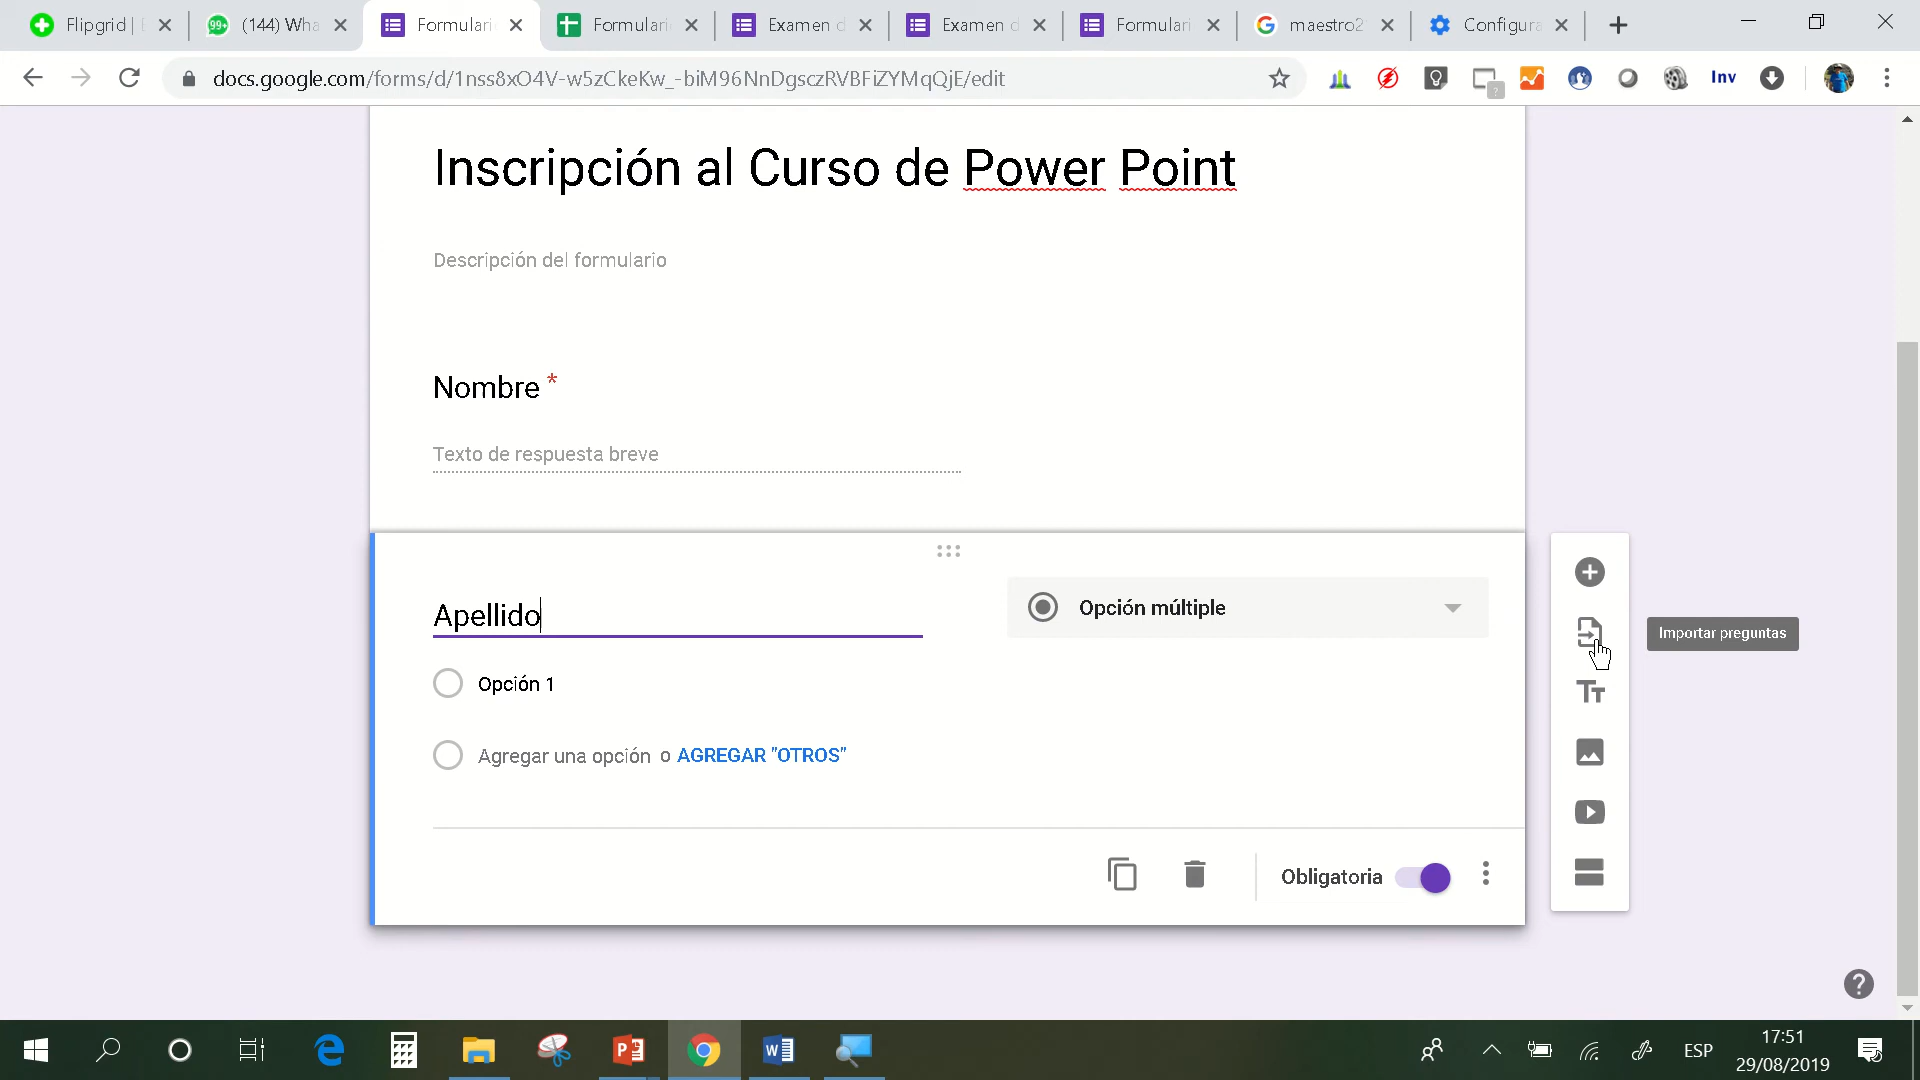 Flipgrid | E
(144) Wha
Formulari
Formulari
Examen d
Examen d
Formulari
maestro2
Configura
docs.google.com/forms/d/1nss8xO4V-w5zCkeKw_-biM96NnDgsczRVBFiZYMqQjE/edit
Inv
Inscripción al Curso de Power Point
Descripción del formulario
Nombre *
Texto de respuesta breve
Apellido
Opción múltiple
Importar preguntas
Opción 1
Agregar una opción o AGREGAR "OTROS"
Obligatoria
ESP
17:51
29/08/2019